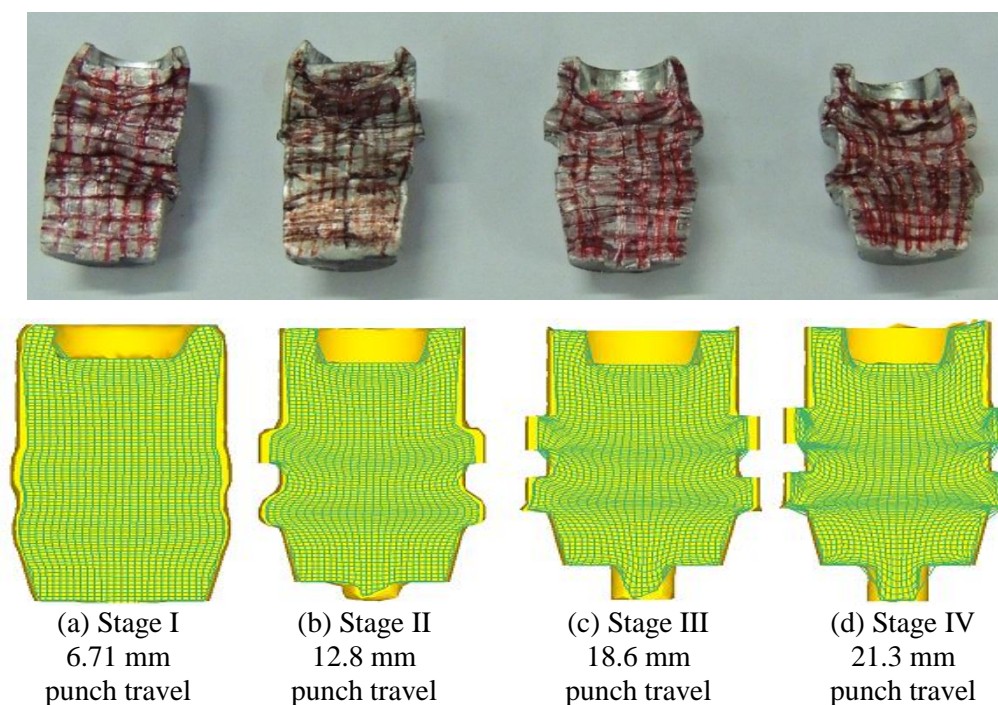 (a) Stage I
6.71 mm
punch travel
(b) Stage II
12.8 mm
punch travel
(c) Stage III
18.6 mm
punch travel
(d) Stage IV
21.3 mm
punch travel